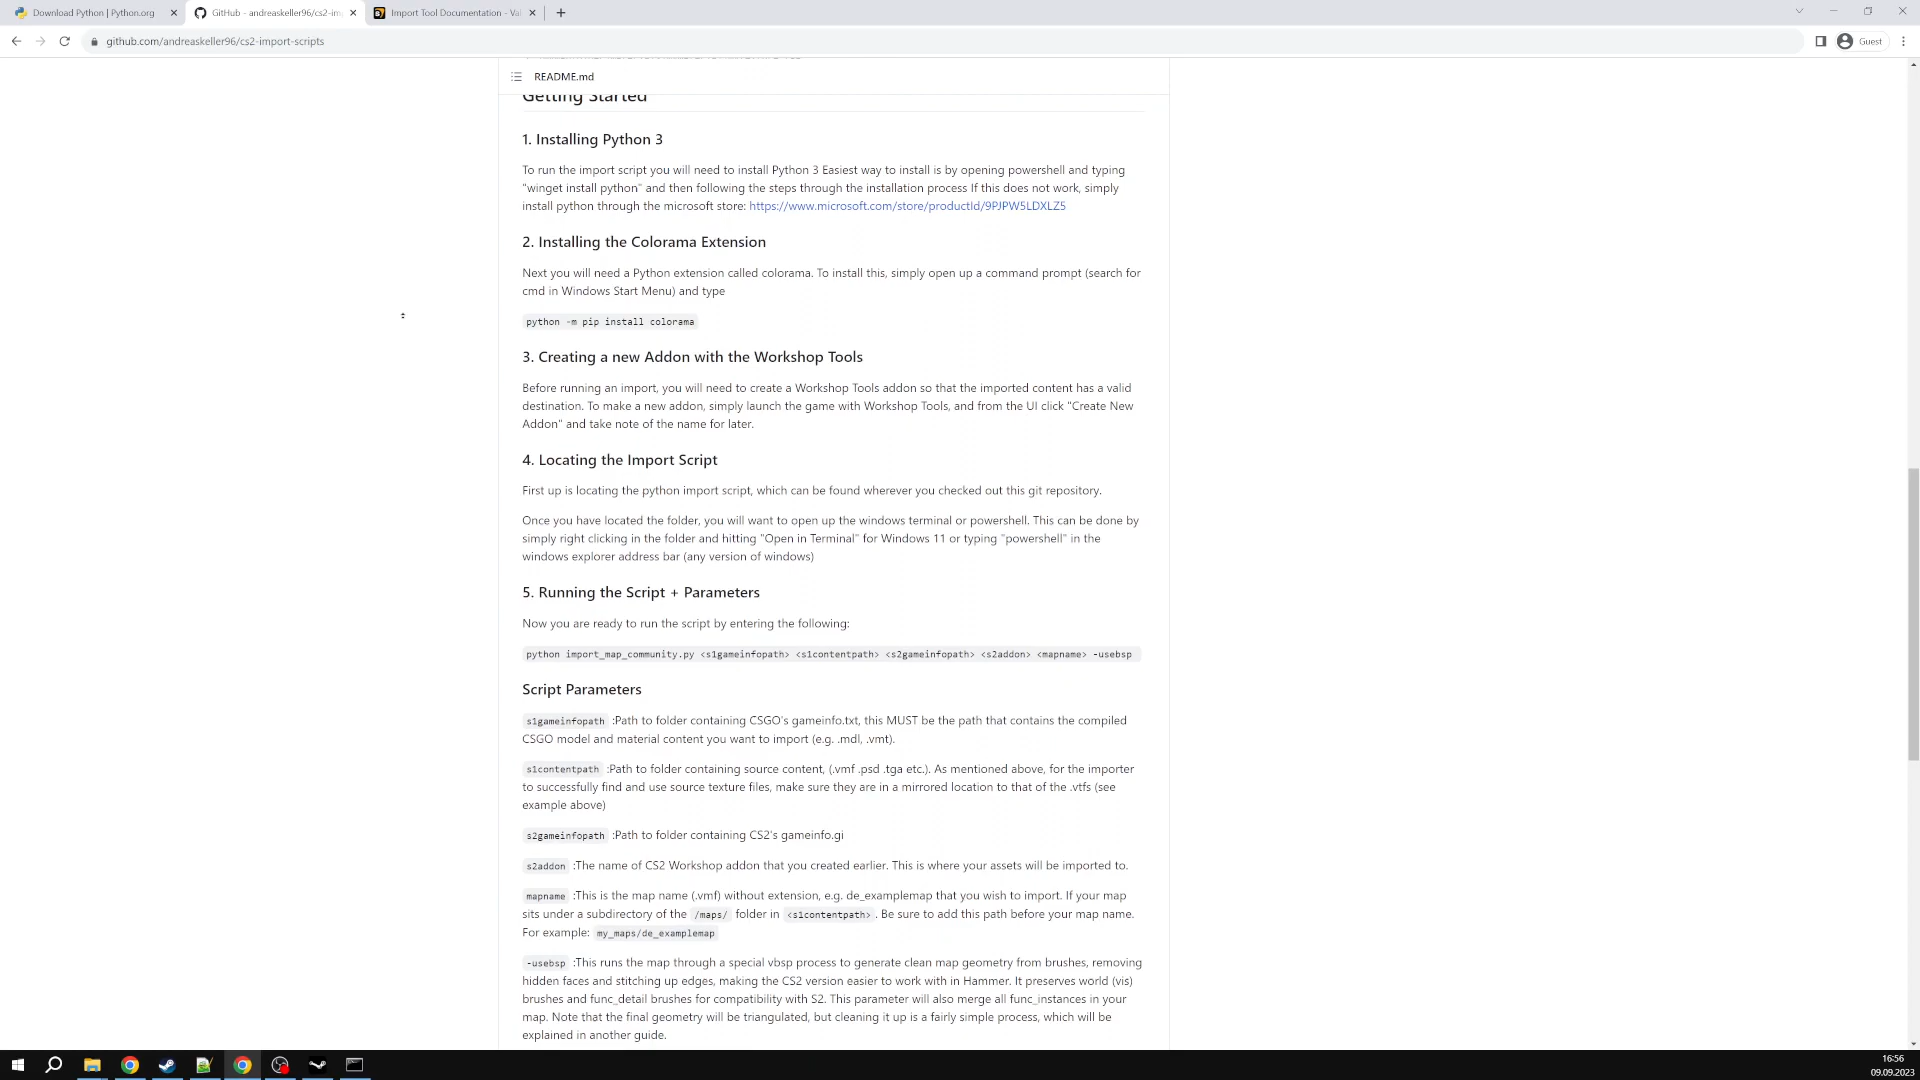 Download Python | Python.org
GitHub - andreaskeller96/cs2-im
Import Tool Documentation - Val
github.com/andreaskeller96/cs2-import-scripts
Guest
README.md
Getting Started
1. Installing Python 3
To run the import script you will need to install Python 3 Easiest way to install is by opening powershell and typing
"winget install python" and then following the steps through the installation process If this does not work, simply
install python through the microsoft store: https://www.microsoft.com/store/productId/9PJPW5LDXLZ5
2. Installing the Colorama Extension
Next you will need a Python extension called colorama. To install this, simply open up a command prompt (search for
cmd in Windows Start Menu) and type
python -m pip install colorama
3. Creating a new Addon with the Workshop Tools
Before running an import, you will need to create a Workshop Tools addon so that the imported content has a valid
destination. To make a new addon, simply launch the game with Workshop Tools, and from the UI click "Create New
Addon" and take note of the name for later.
4. Locating the Import Script
First up is locating the python import script, which can be found wherever you checked out this git repository.
Once you have located the folder, you will want to open up the windows terminal or powershell. This can be done by
simply right clicking in the folder and hitting "Open in Terminal" for Windows 11 or typing "powershell" in the
windows explorer address bar (any version of windows)
5. Running the Script + Parameters
Now you are ready to run the script by entering the following:
python import_map_community.py <s1gameinfopath> <s1contentpath> <s2gameinfopath> <s2addon> <mapname> -usebsp
Script Parameters
s1gameinfopath :Path to folder containing CSGO's gameinfo.txt, this MUST be the path that contains the compiled
CSGO model and material content you want to import (e.g. .mdl, .vmt).
s1contentpath :Path to folder containing source content, (.vmf .psd .tga etc.). As mentioned above, for the importer
to successfully find and use source texture files, make sure they are in a mirrored location to that of the .vtfs (see
example above)
s2gameinfopath :Path to folder containing CS2's gameinfo.gi
s2addon :The name of CS2 Workshop addon that you created earlier. This is where your assets will be imported to.
mapname :This is the map name (.vmf) without extension, e.g. de_examplemap that you wish to import. If your map
sits under a subdirectory of the /maps/ folder in <s1contentpath>. Be sure to add this path before your map name.
For example: my_maps/de_examplemap
-usebsp :This runs the map through a special vbsp process to generate clean map geometry from brushes, removing
hidden faces and stitching up edges, making the CS2 version easier to work with in Hammer. It preserves world (vis)
brushes and func_detail brushes for compatibility with S2. This parameter will also merge all func_instances in your
map. Note that the final geometry will be triangulated, but cleaning it up is a fairly simple process, which will be
explained in another guide.
16:56
09.09.2023